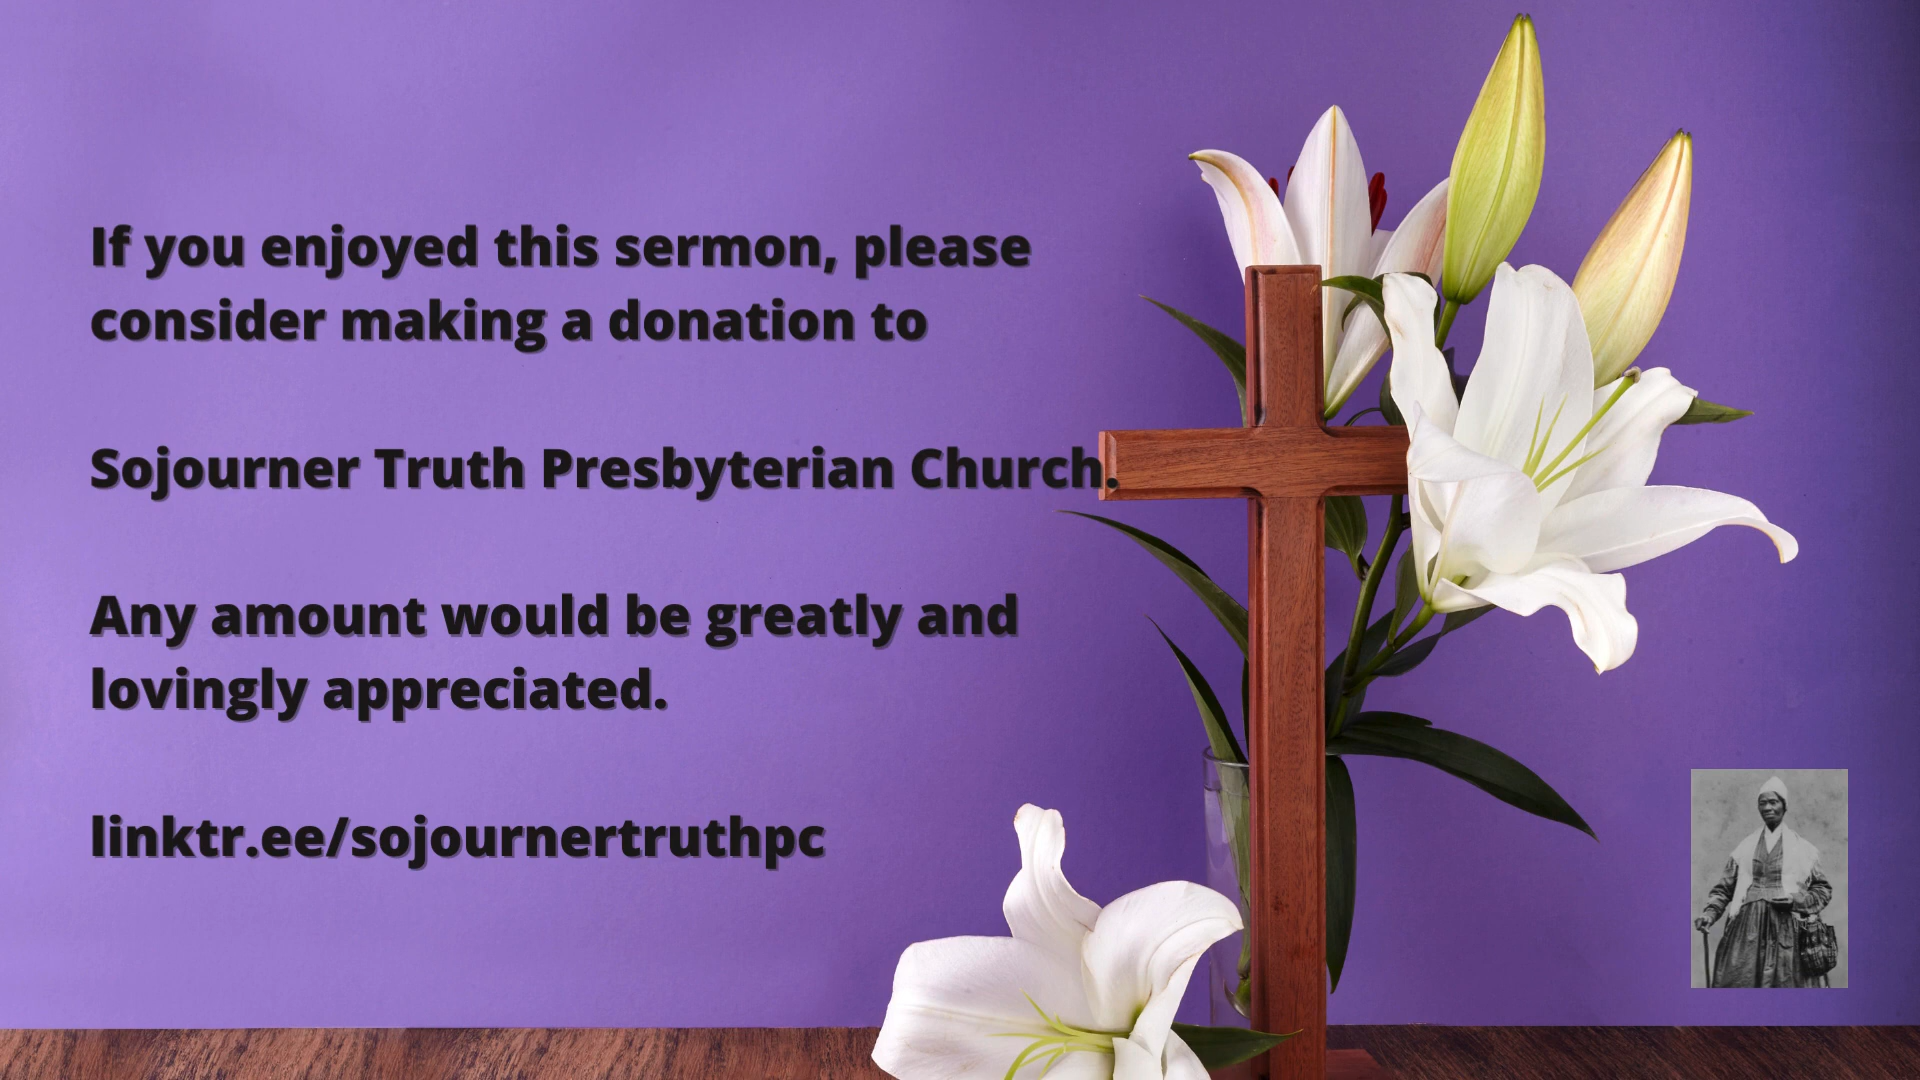 If you enjoyed this sermon, please
consider making a donation to
Sojourner Truth Presbyterian Church.
Any amount would be greatly and
lovingly appreciated.
linktr.ee/sojournertruthpc